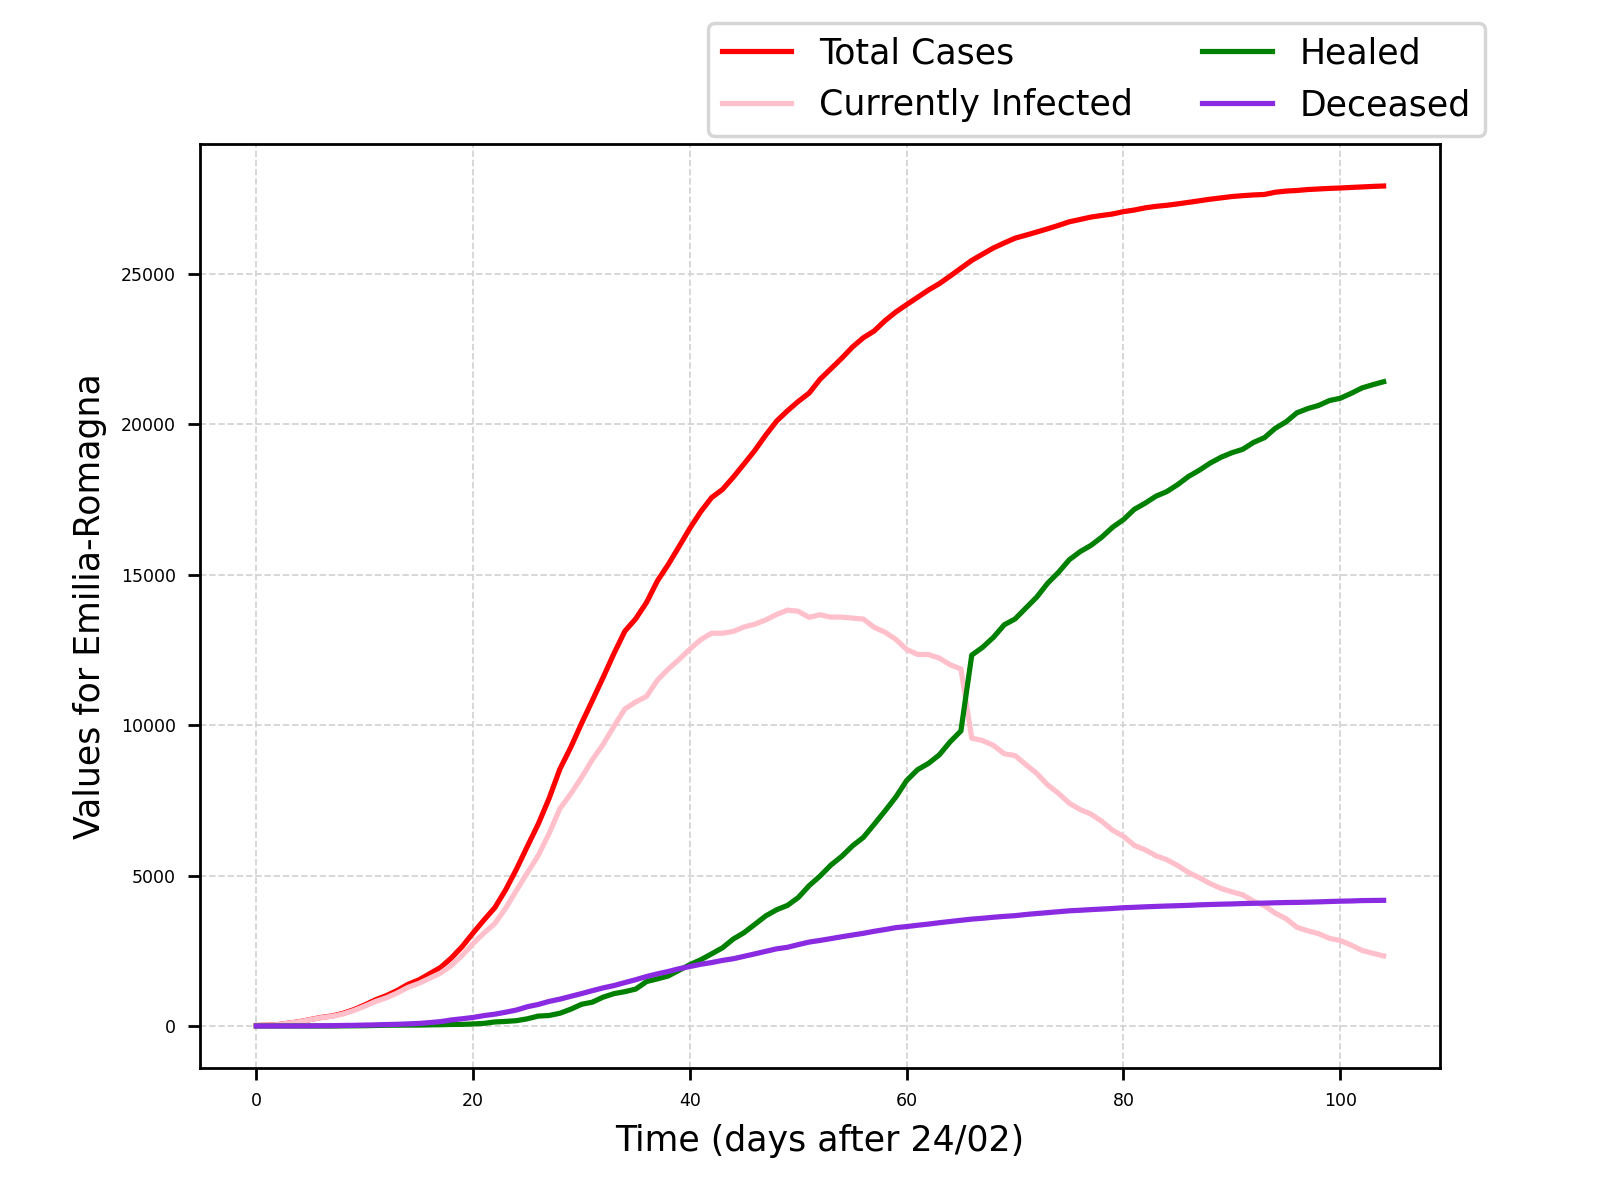 Total Cases
Currently Infected
Healed
Deceased
Values for Emilia-Romagna
25000
20000
15000
10000
5000
0
0 20 40 60 80 100
Time (days after 24/02)